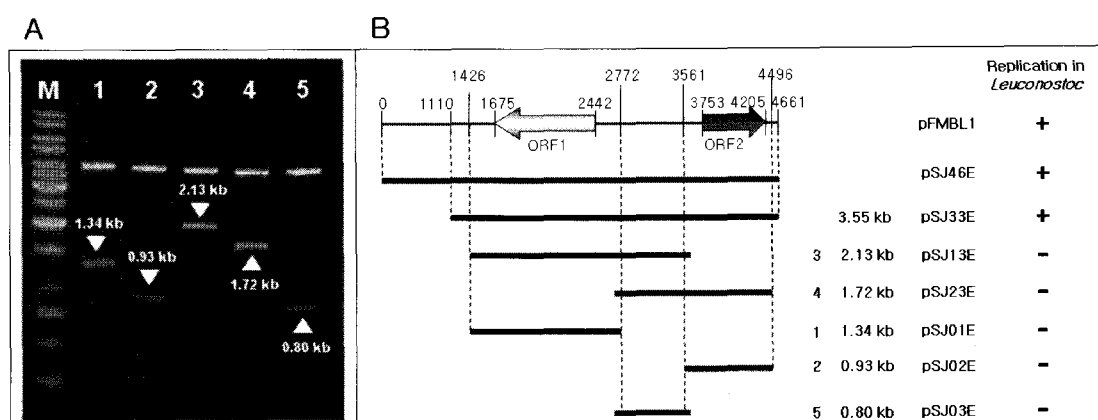 A
M 1 2 3 4 5
2.13 kb
1.34 kb
0.93 kb
1.72 kb
0.80 kb
B
Replication in
Leuconostoc
1426 2772 3561 4496
0 1110 1675 2442 3753 4205 4661
ORF1 ORF2 pFMBL1 +
pSJ46E +
3.55 kb pSJ33E +
3 2.13 kb pSJ13E -
4 1.72 kb pSJ23E -
1 1.34 kb pSJ01E -
2 0.93 kb pSJ02E -
5 0.80 kb pSJ03E -